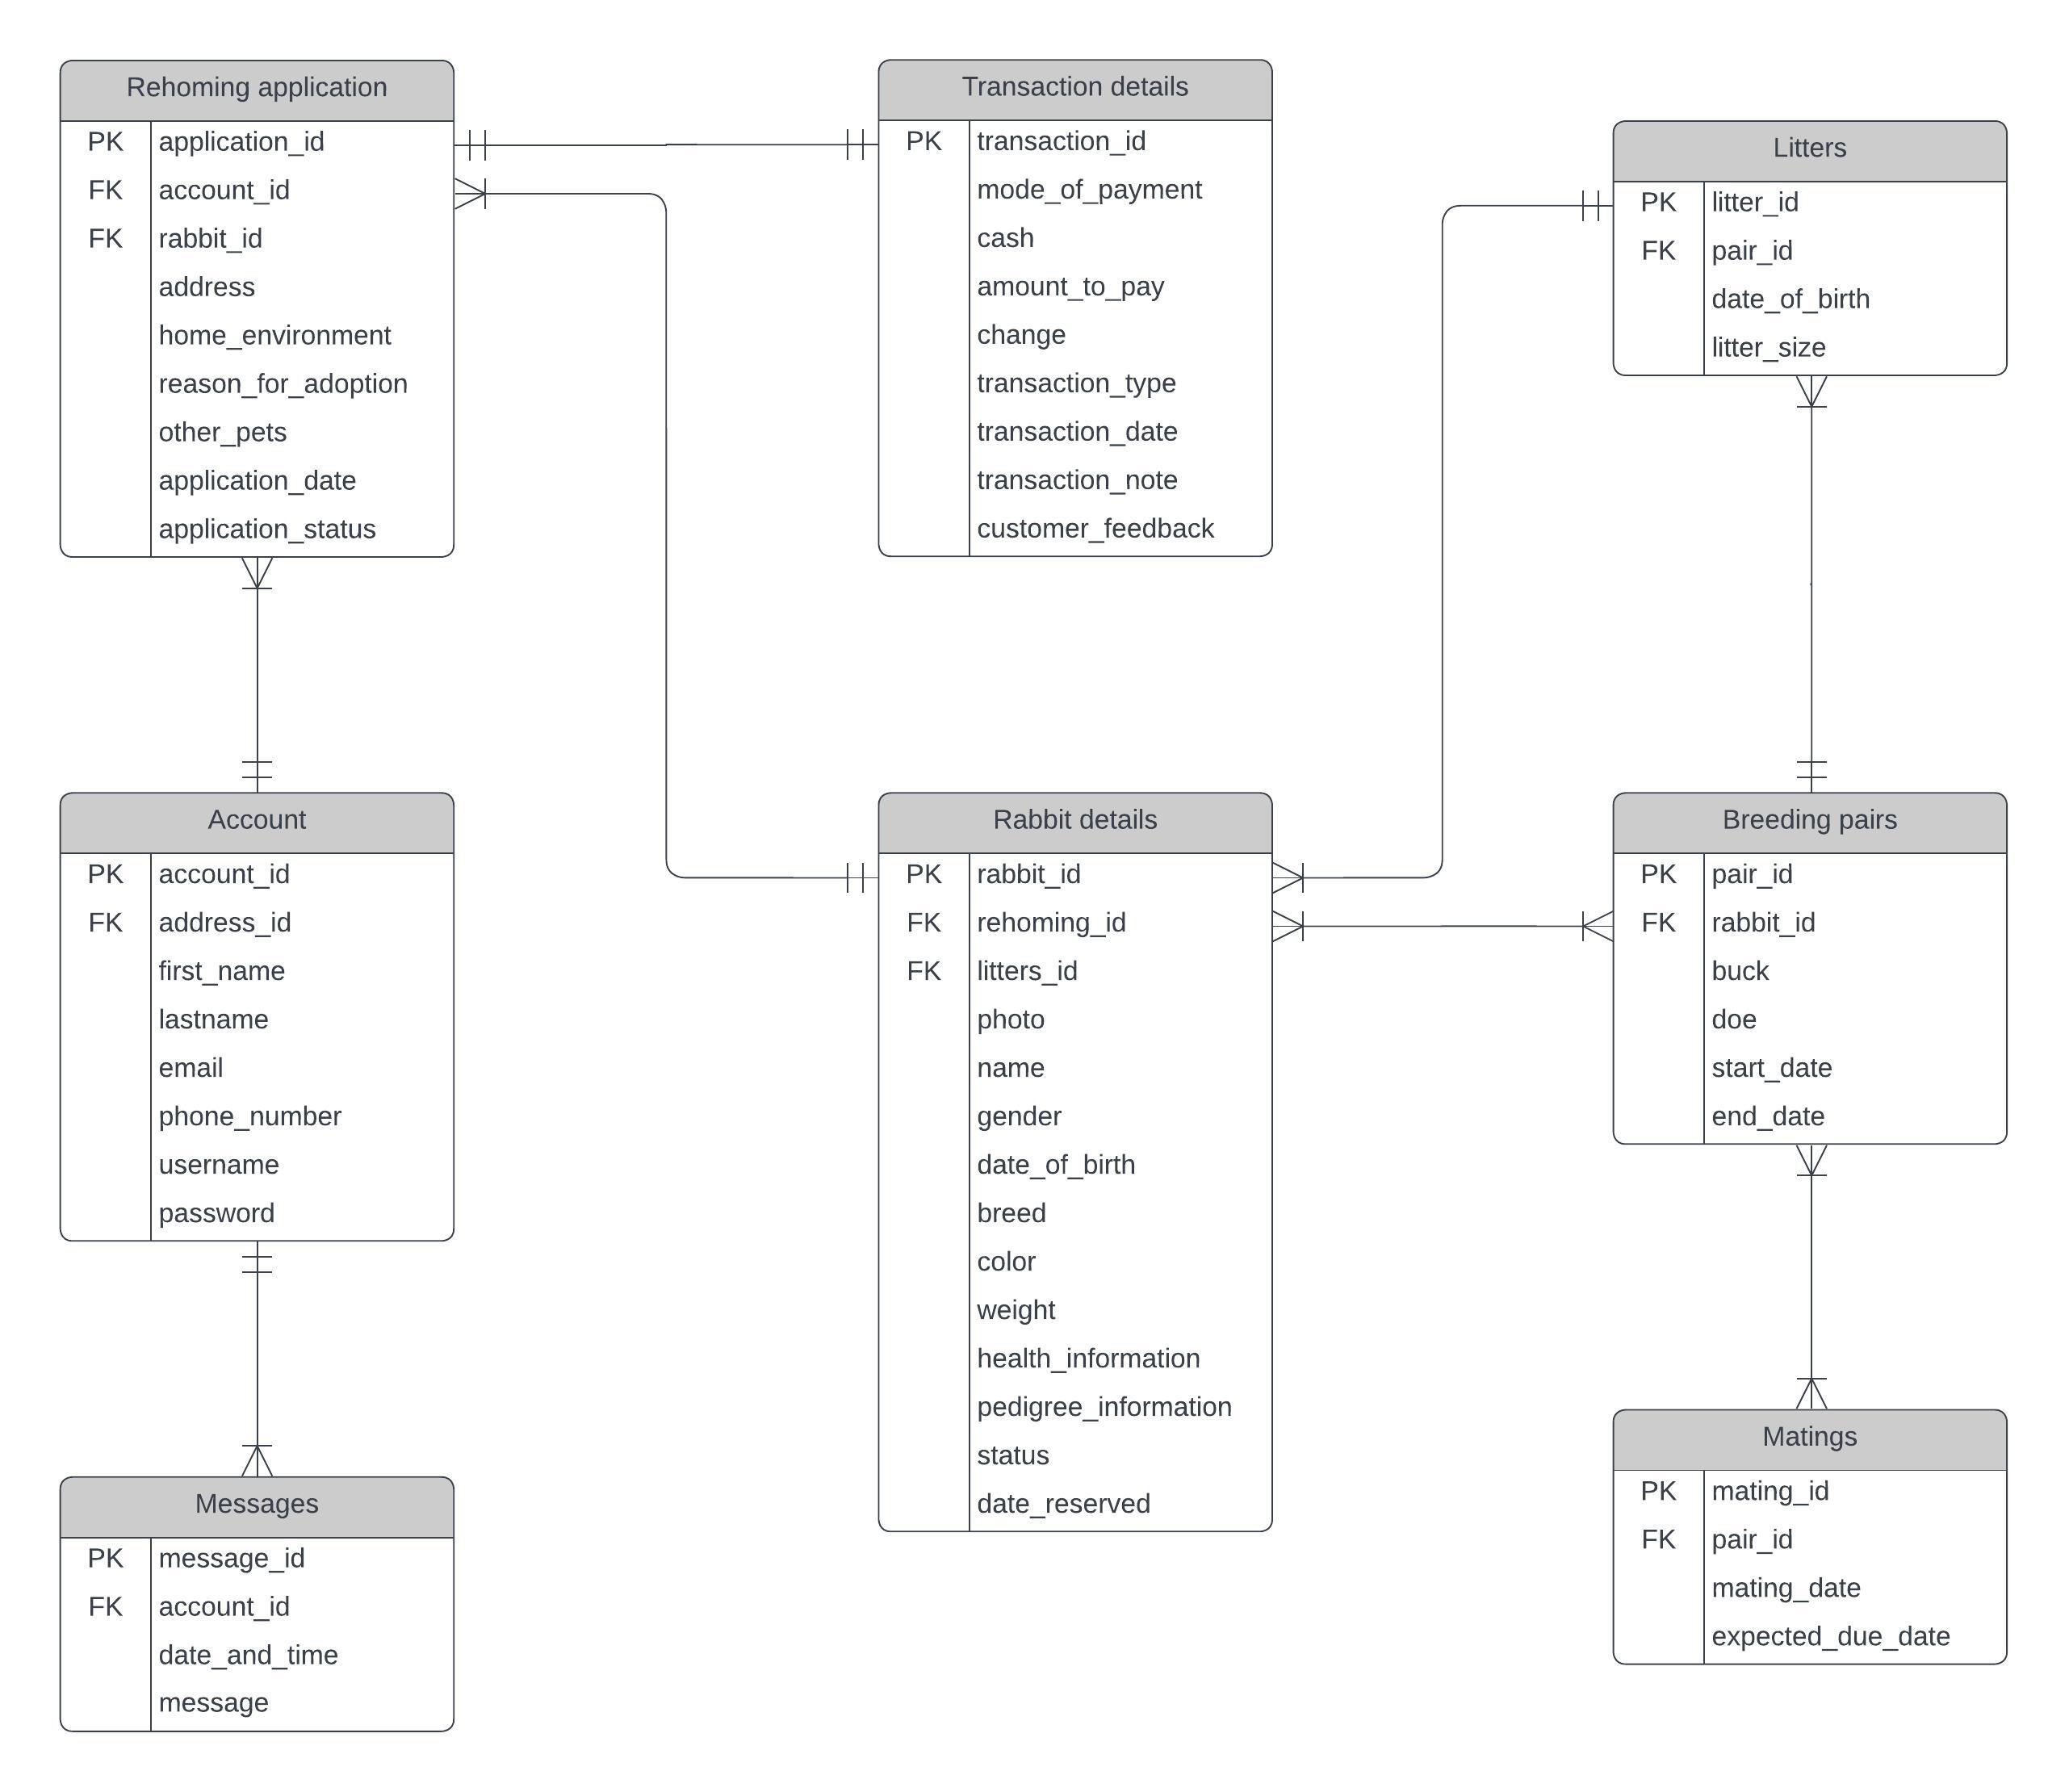 Rehoming application
PK application_id
FK account_id
FK rabbit_id
address
home_environment
reason_for_adoption
other_pets
application_date
application_status
Transaction details
PK transaction_id
mode_of_payment
cash
amount_to_pay
change
transaction_type
transaction_date
transaction_note
customer_feedback
Litters
PK litter_id
FK pair_id
date_of_birth
litter_size
Account
PK account_id
FK address_id
first_name
lastname
email
phone_number
username
password
Rabbit details
PK rabbit_id
FK rehoming_id
FK litters_id
photo
name
gender
date_of_birth
breed
color
weight
health_information
pedigree_information
status
date_reserved
Breeding pairs
PK pair_id
FK rabbit_id
buck
doe
start_date
end_date
Messages
PK message_id
FK account_id
date_and_time
message
Matings
PK mating_id
FK pair_id
mating_date
expected_due_date